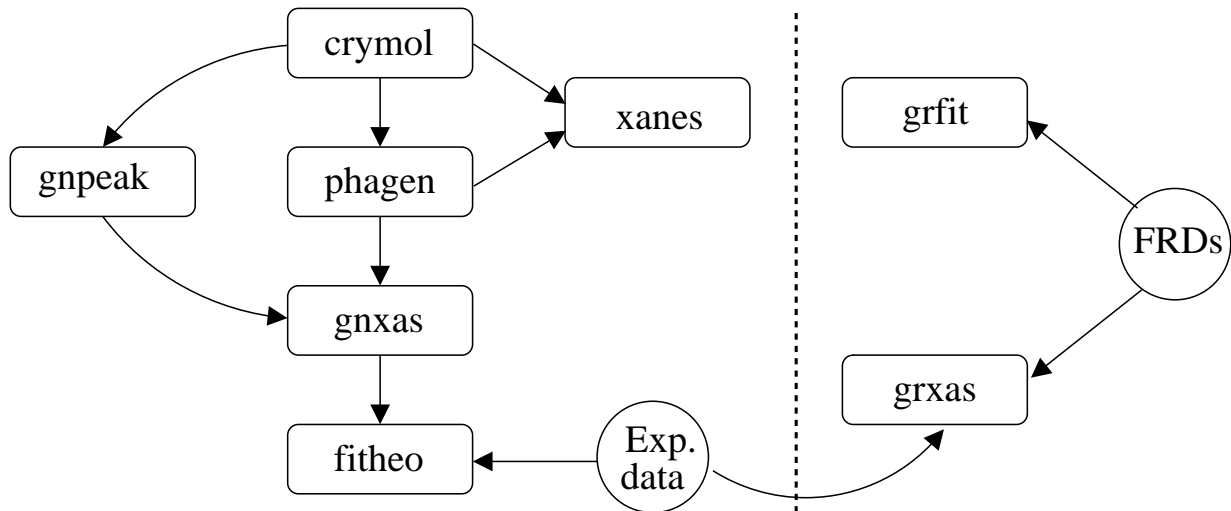 crymol
xanes
grfit
gnpeak
phagen
FRDs
gnxas
grxas
fitheo
Exp.
data